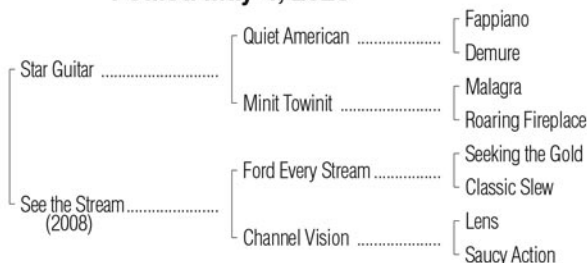 Fappiano
Quiet American ......................
Demure
Star Guitar ...............................
Malagra
Minit Towinit ..........................
Roaring Fireplace
Seeking the Gold
Ford Every Stream .................
Classic Slew
See the Stream ........................
(2008)
Lens
Channel Vision .......................
Saucy Action